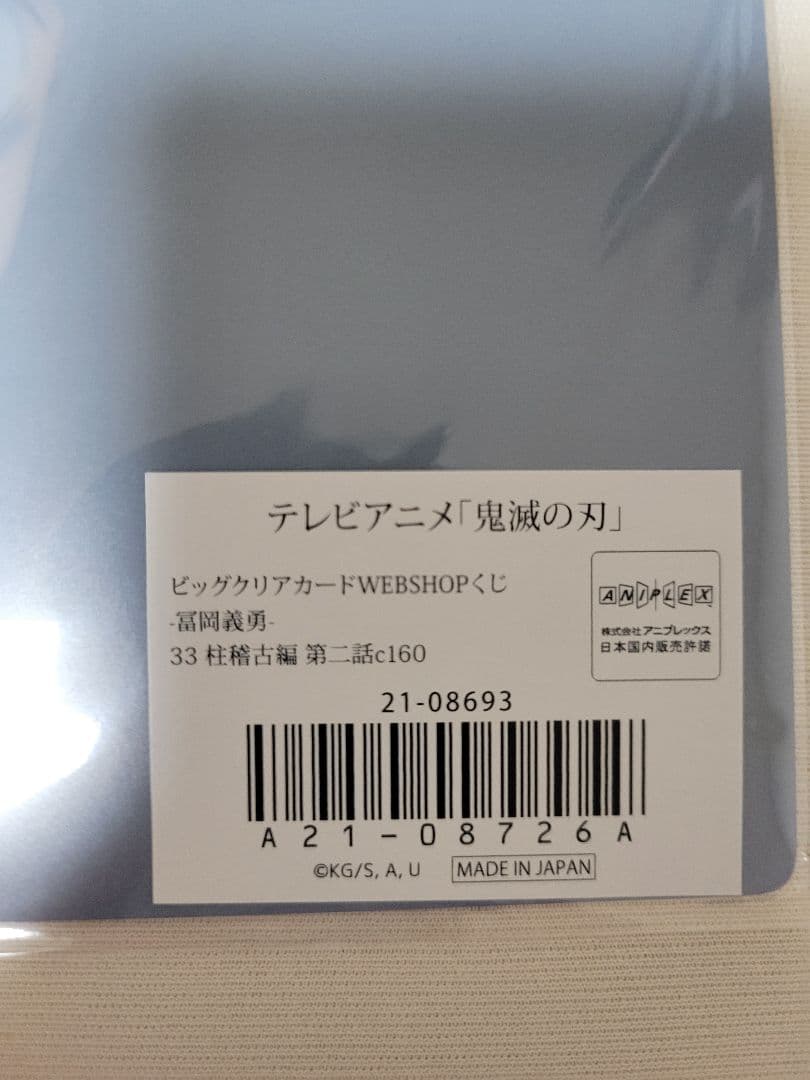 テレビアニメ「鬼滅の刃」
ビッグクリアカードWEBSHOPくじ
-冨岡義勇-
33 柱稽古編 第二話c160
ANIPLEX
株式会社アニプレックス
日本国内販売許諾
21-08693
A21-08726A
©KG/S, A, U
MADE IN JAPAN